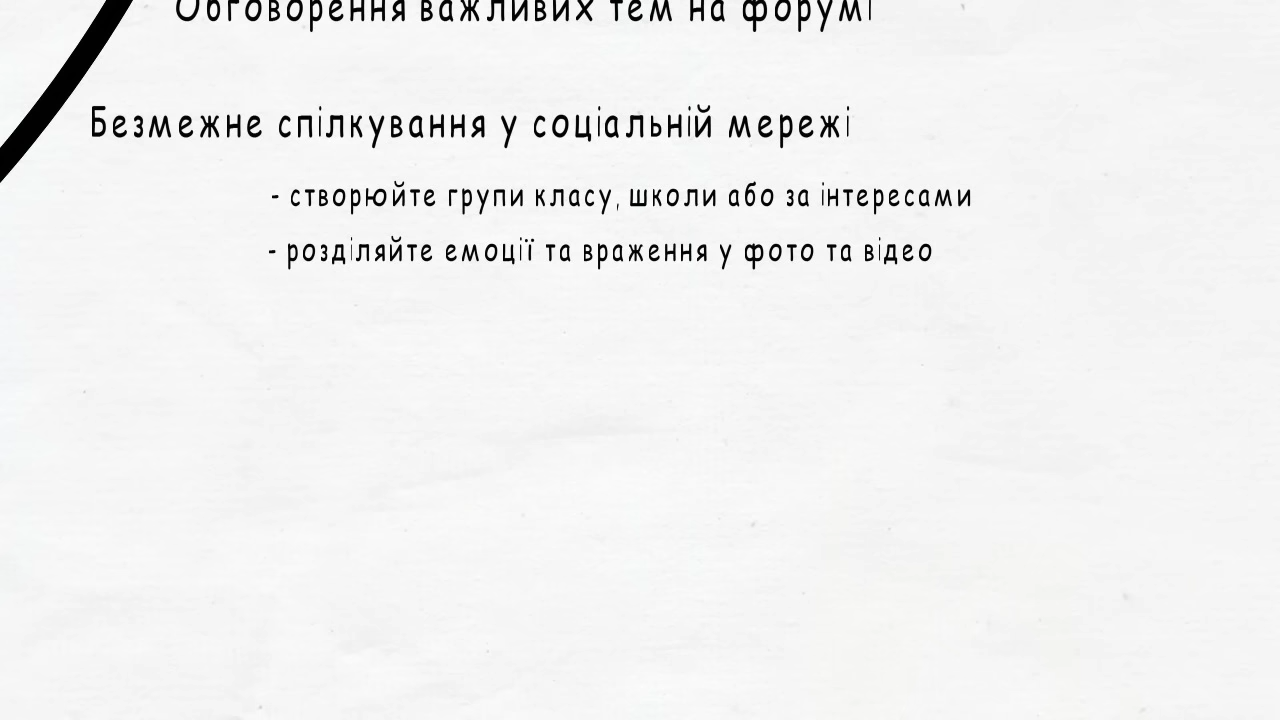 Обговорення важливих тем на форумі
Безмежне спілкування у соціальній мережі
- створюйте групи класу, школи або за інтересами
- розділяйте емоції та враження у фото та відео